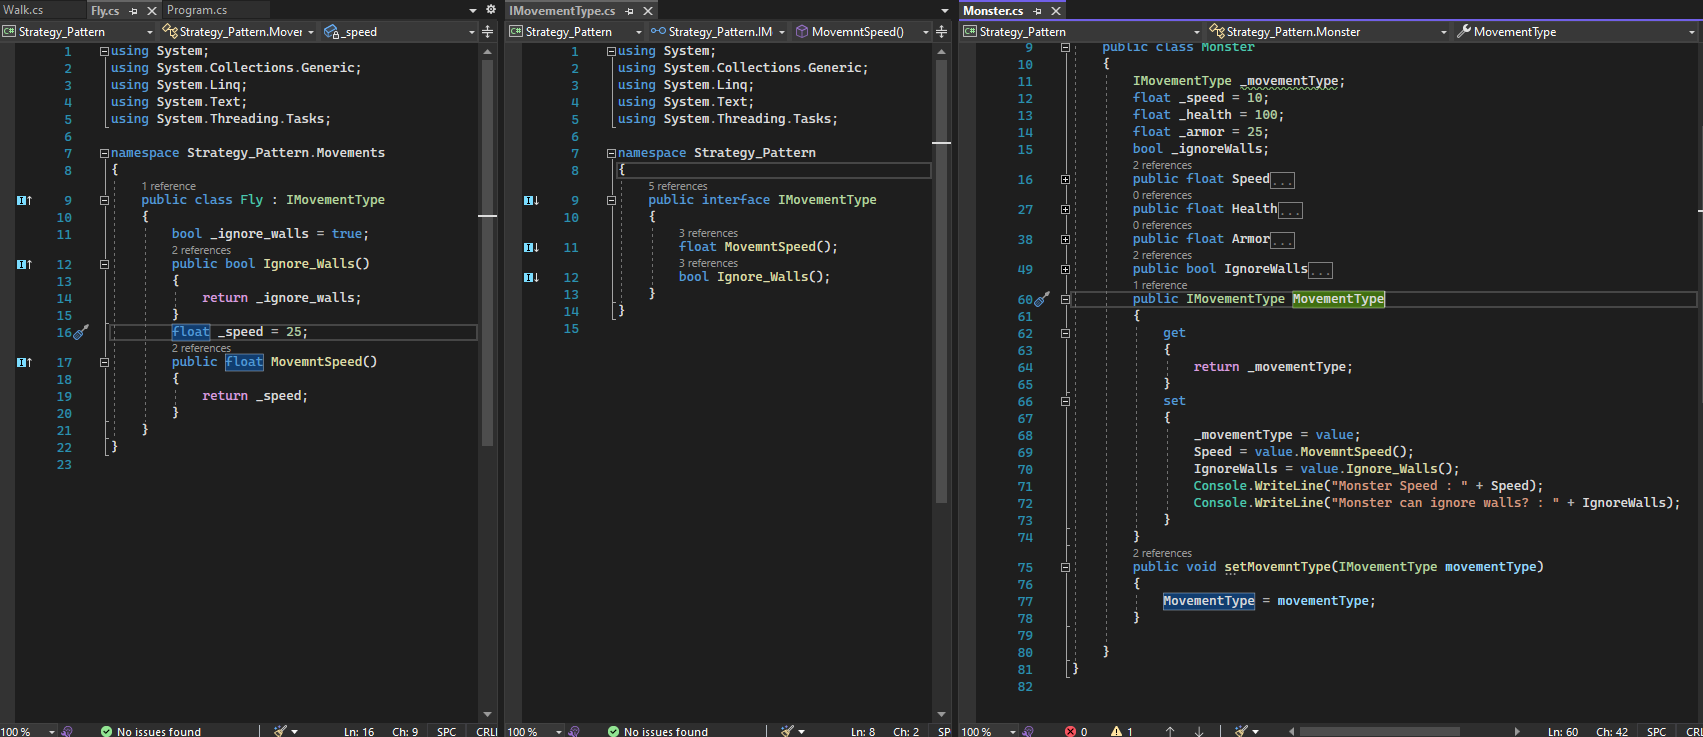 Walk.cs Fly.cs Program.cs
Strategy_Pattern Strategy_Pattern.Mover _speed
1 using System;
2 using System.Collections.Generic;
3 using System.Linq;
4 using System.Text;
5 using System.Threading.Tasks;
6
7 namespace Strategy_Pattern.Movements
8 {
1 reference
9 public class Fly : IMovementType
10 {
11 bool _ignore_walls = true;
2 references
12 public bool Ignore_Walls()
13 {
14 return _ignore_walls;
15 }
16 float _speed = 25;
2 references
17 public float MovemntSpeed()
18 {
19 return _speed;
20 }
21 }
22 }
23
100 % No issues found Ln: 16 Ch: 9 SPC CRL
IMovementType.cs
Strategy_Pattern Strategy_Pattern.IM MovemntSpeed()
1 using System;
2 using System.Collections.Generic;
3 using System.Linq;
4 using System.Text;
5 using System.Threading.Tasks;
6
7 namespace Strategy_Pattern
8 {
5 references
9 public interface IMovementType
10 {
3 references
11 float MovemntSpeed();
3 references
12 bool Ignore_Walls();
13 }
14 }
15
100 % No issues found Ln: 8 Ch: 2 SP
Monster.cs
Strategy_Pattern Strategy_Pattern.Monster MovementType
9 public class Monster
10 {
11 IMovementType _movementType;
12 float _speed = 10;
13 float _health = 100;
14 float _armor = 25;
15 bool _ignoreWalls;
2 references
16 public float Speed...
0 references
27 public float Health...
0 references
38 public float Armor...
2 references
49 public bool IgnoreWalls...
1 reference
60 public IMovementType MovementType
61 {
62 get
63 {
64 return _movementType;
65 }
66 set
67 {
68 _movementType = value;
69 Speed = value.MovemntSpeed();
70 IgnoreWalls = value.Ignore_Walls();
71 Console.WriteLine("Monster Speed : " + Speed);
72 Console.WriteLine("Monster can ignore walls? : " + IgnoreWalls);
73 }
74 }
2 references
75 public void setMovemntType(IMovementType movementType)
76 {
77 MovementType = movementType;
78 }
79
80 }
81 }
82
100 % 0 1 Ln: 60 Ch: 42 SPC CR